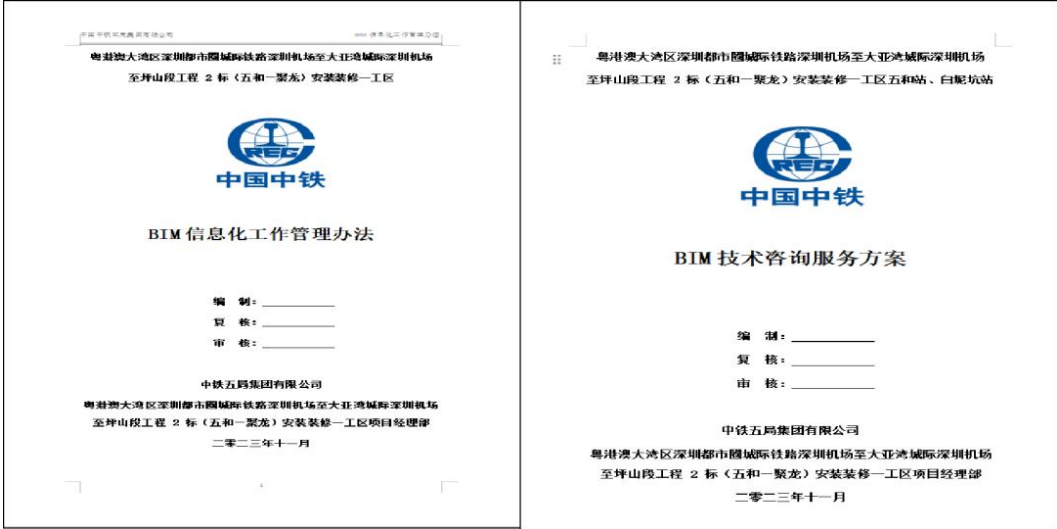 中国中铁五局集团有限公司
BIM 信息化工作管理办法
粤港澳大湾区深圳都市圈城际铁路深圳机场至大亚湾城际深圳机场
至坪山段工程 2 标（五和—聚龙）安装装修一工区
CREG
中国中铁
BIM 信息化工作管理办法
编 制：
复 核：
审 核：
中铁五局集团有限公司
粤港澳大湾区深圳都市圈城际铁路深圳机场至大亚湾城际深圳机场
至坪山段工程 2 标（五和—聚龙）安装装修一工区项目经理部
二零二三年十一月
粤港澳大湾区深圳都市圈城际铁路深圳机场至大亚湾城际深圳机场
至坪山段工程 2 标（五和—聚龙）安装装修一工区五和站、白坭坑站
CREG
中国中铁
BIM 技术咨询服务方案
编 制：
复 核：
审 核：
中铁五局集团有限公司
粤港澳大湾区深圳都市圈城际铁路深圳机场至大亚湾城际深圳机场
至坪山段工程 2 标（五和—聚龙）安装装修一工区项目经理部
二零二三年十一月